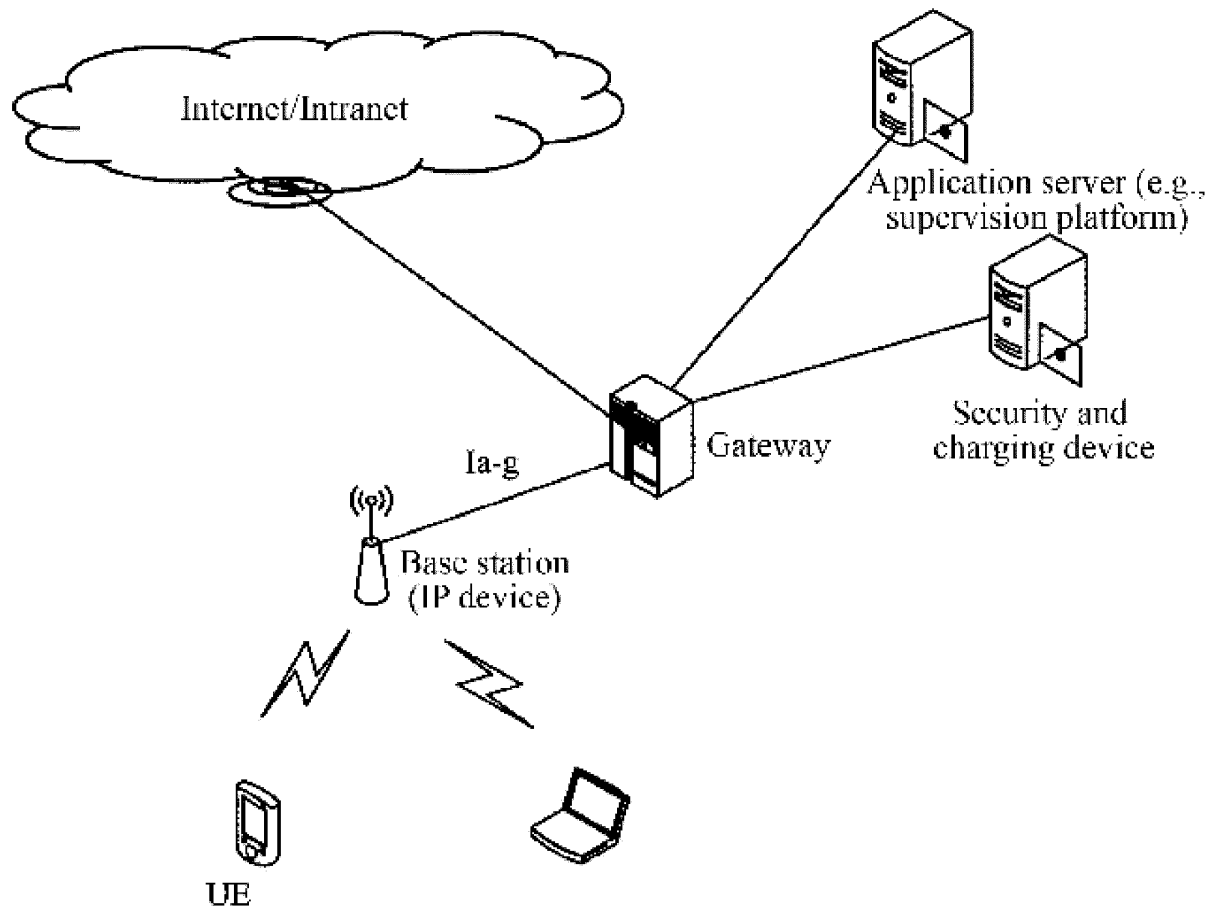 Internet/Intranet
Application server (e.g.,
supervision platform)
Security and
charging device
Gateway
Ia-g
Base station
(IP device)
UE